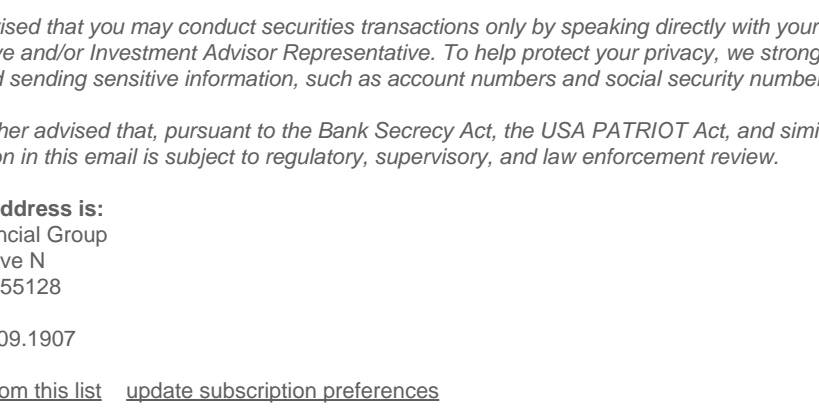 ised that you may conduct securities transactions only by speaking directly with your
ve and/or Investment Advisor Representative. To help protect your privacy, we strong
d sending sensitive information, such as account numbers and social security number
her advised that, pursuant to the Bank Secrecy Act, the USA PATRIOT Act, and simi
on in this email is subject to regulatory, supervisory, and law enforcement review.
ddress is:
ncial Group
ve N
55128
09.1907
om this list update subscription preferences